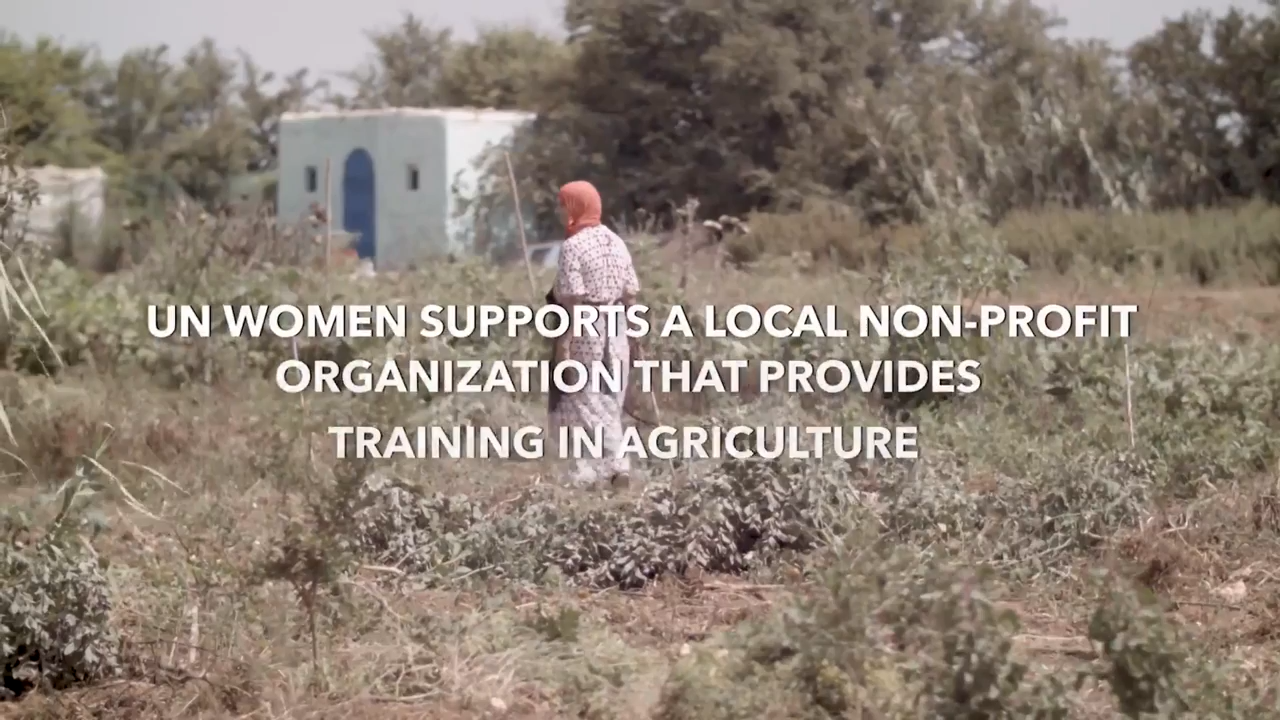 UN WOMEN SUPPORTS A LOCAL NON-PROFIT
ORGANIZATION THAT PROVIDES
TRAINING IN AGRICULTURE